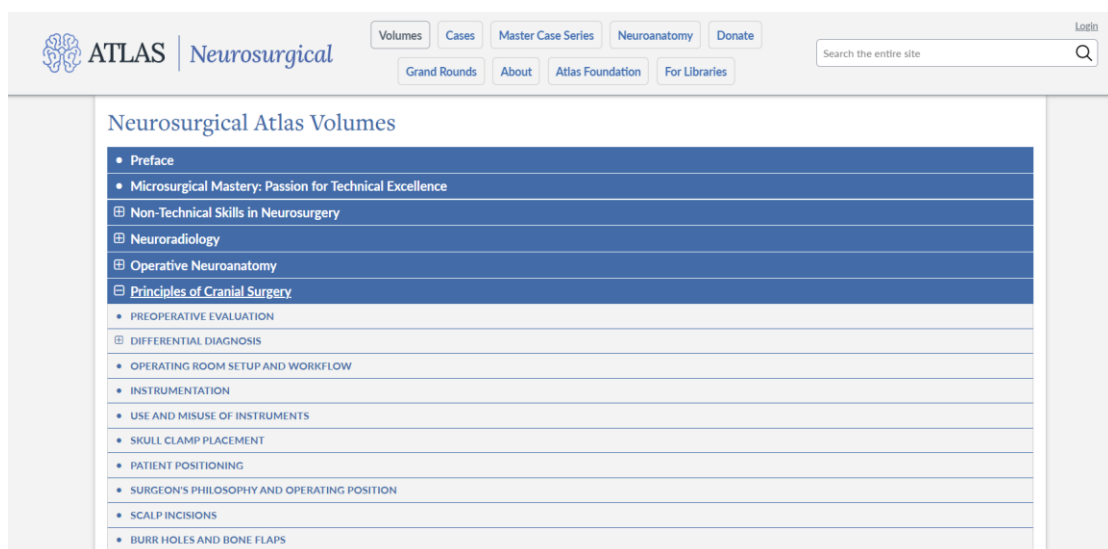 ATLAS | Neurosurgical
Volumes
Cases
Master Case Series
Neuroanatomy
Donate
Grand Rounds
About
Atlas Foundation
For Libraries
Login
Search the entire site
Neurosurgical Atlas Volumes
Preface
Microsurgical Mastery: Passion for Technical Excellence
Non-Technical Skills in Neurosurgery
Neuroradiology
Operative Neuroanatomy
Principles of Cranial Surgery
PREOPERATIVE EVALUATION
DIFFERENTIAL DIAGNOSIS
OPERATING ROOM SETUP AND WORKFLOW
INSTRUMENTATION
USE AND MISUSE OF INSTRUMENTS
SKULL CLAMP PLACEMENT
PATIENT POSITIONING
SURGEON'S PHILOSOPHY AND OPERATING POSITION
SCALP INCISIONS
BURR HOLES AND BONE FLAPS